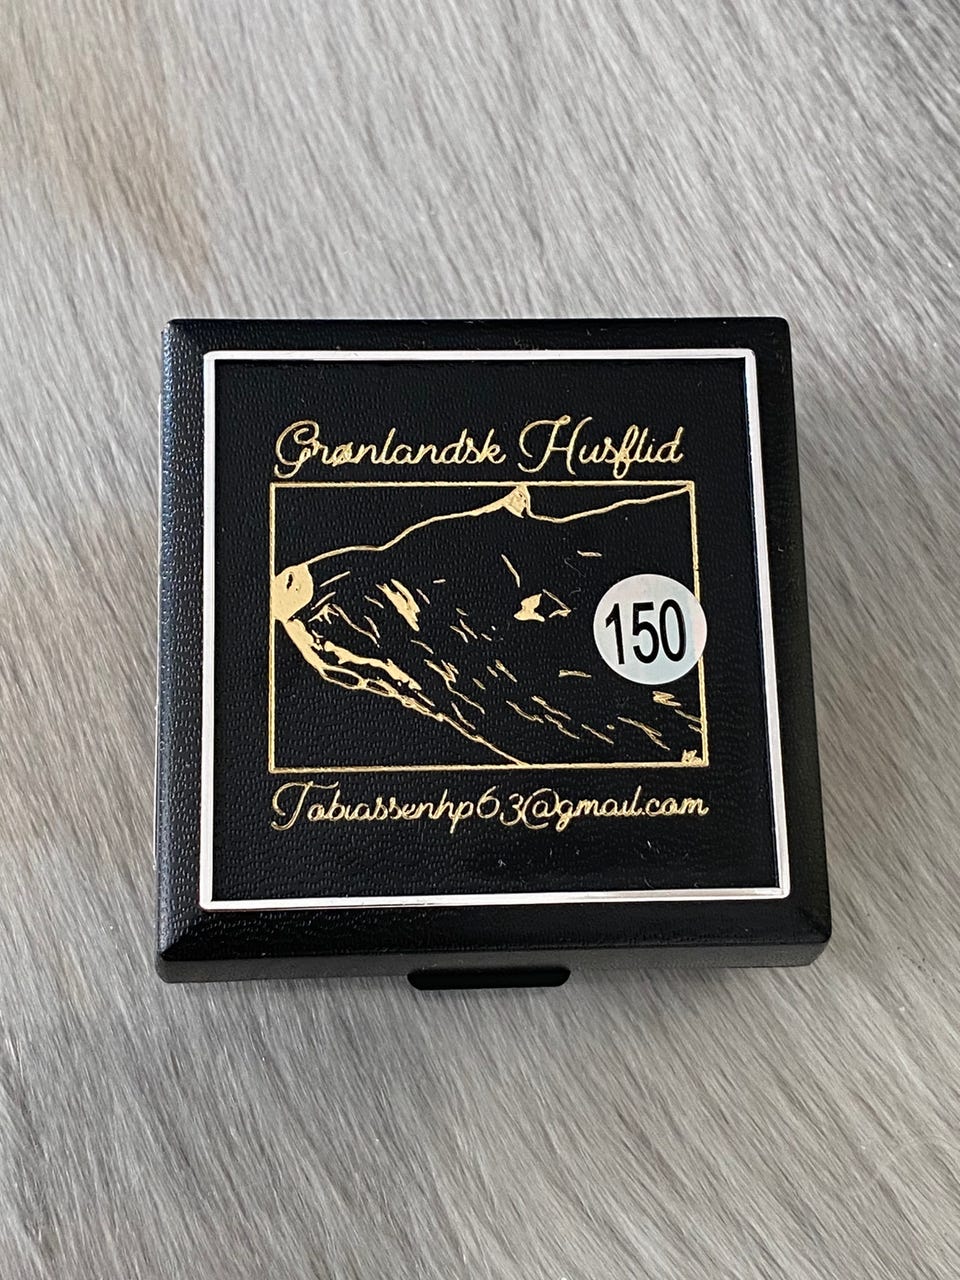 Grønlandsk Husflid
150
Tobiassenhp63@gmail.com